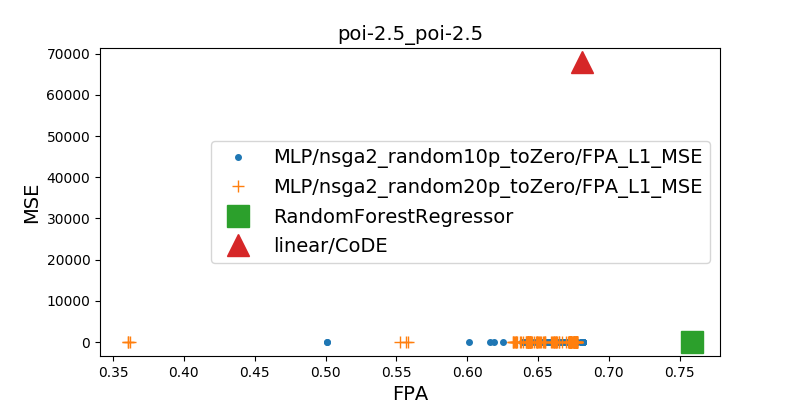 poi-2.5_poi-2.5
70000
60000
50000
40000
30000
20000
10000
0
MSE
MLP/nsga2_random10p_toZero/FPA_L1_MSE
MLP/nsga2_random20p_toZero/FPA_L1_MSE
RandomForestRegressor
linear/CoDE
0.35 0.40 0.45 0.50 0.55 0.60 0.65 0.70 0.75
FPA